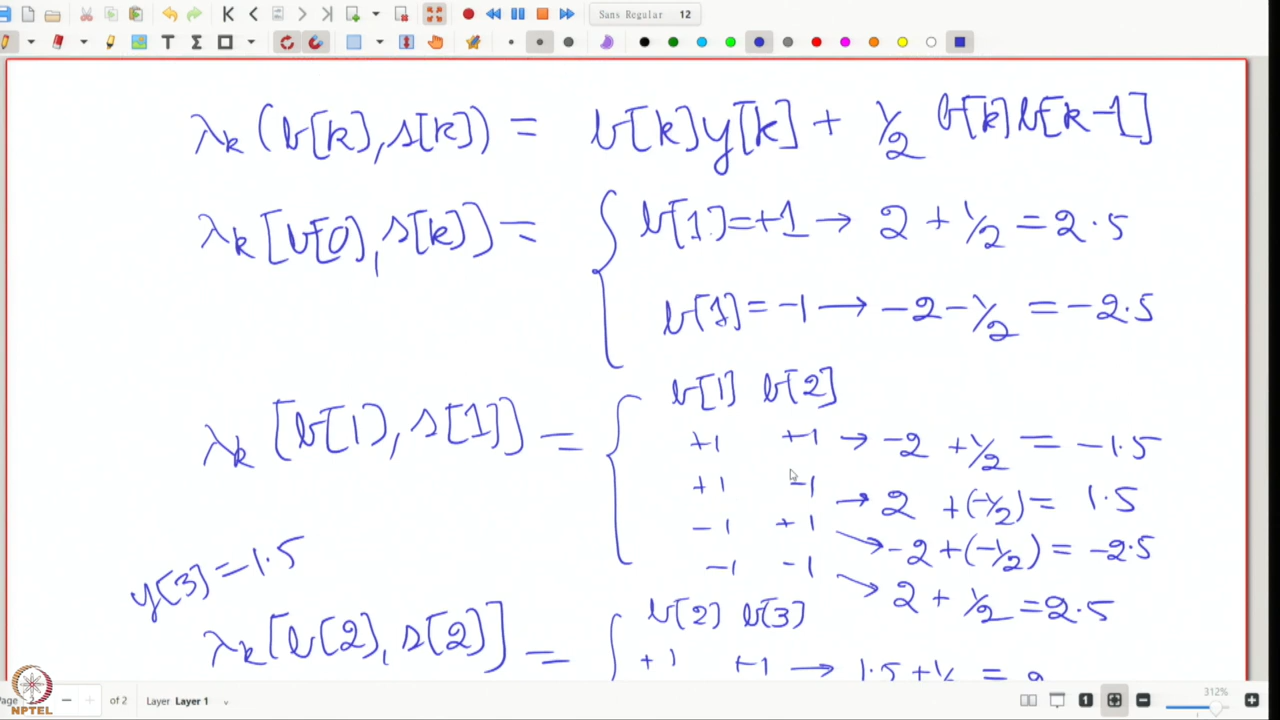 Sans Regular 12
λk (b[k], s[k]) = b[k]y[k] + 1/2 b[k]b[k-1]
λk [b[0], s[k]] = { b[1]=+1 → 2 + 1/2 = 2.5
b[1]=-1 → -2-1/2 = -2.5
λk [b[1], s[1]] = { b[1] b[2]
+1 +1 → -2 +1/2 = -1.5
+1 -1 → 2 +(-1/2) = 1.5
-1 +1 → -2+(-1/2) = -2.5
-1 -1 → 2 + 1/2 = 2.5
y[3]=1.5
λk [b[2], s[2]] = { b[2] b[3]
+1 +1 → 1.5 + 1/2 = 2
NPTEL
Page 2 of 2 Layer Layer 1
312%